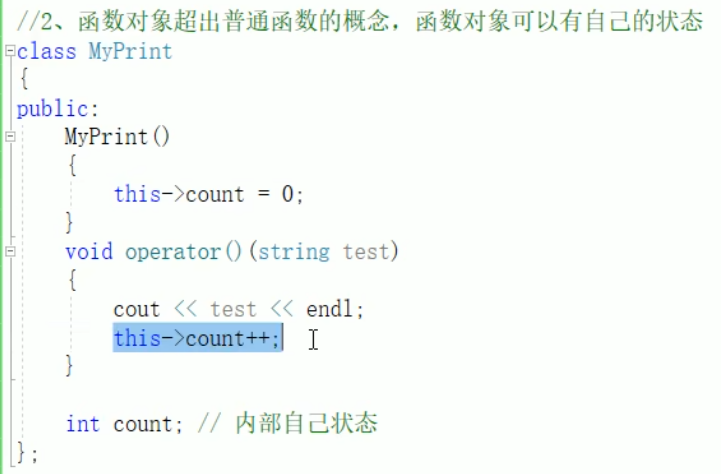 //2、函数对象超出普通函数的概念，函数对象可以有自己的状态
class MyPrint
{
public:
MyPrint()
{
this->count = 0;
}
void operator()(string test)
{
cout << test << endl;
this->count++;
}
int count; // 内部自己状态
};